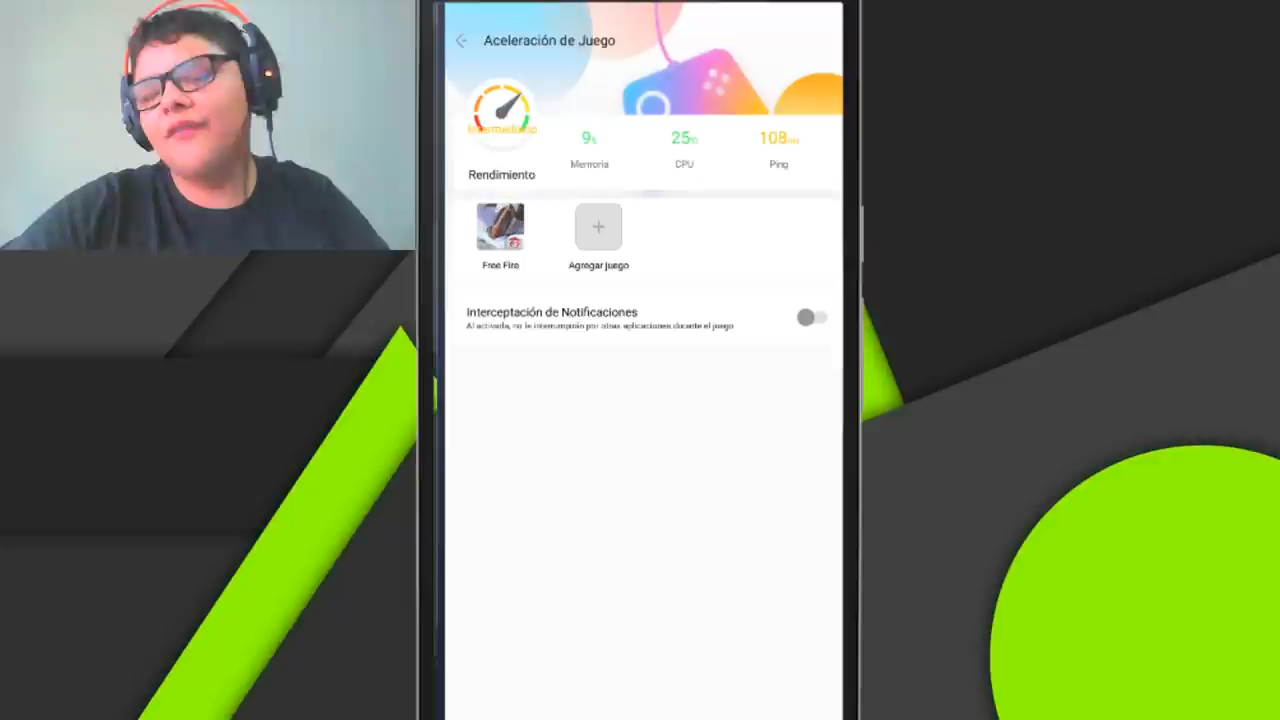 Aceleración de Juego
Intermedio
9%
25°C
108ms
Memoria
CPU
Ping
Rendimiento
Free Fire
Agregar juego
Interceptación de Notificaciones
Al activarla, no le interrumpirán por otras aplicaciones durante el juego